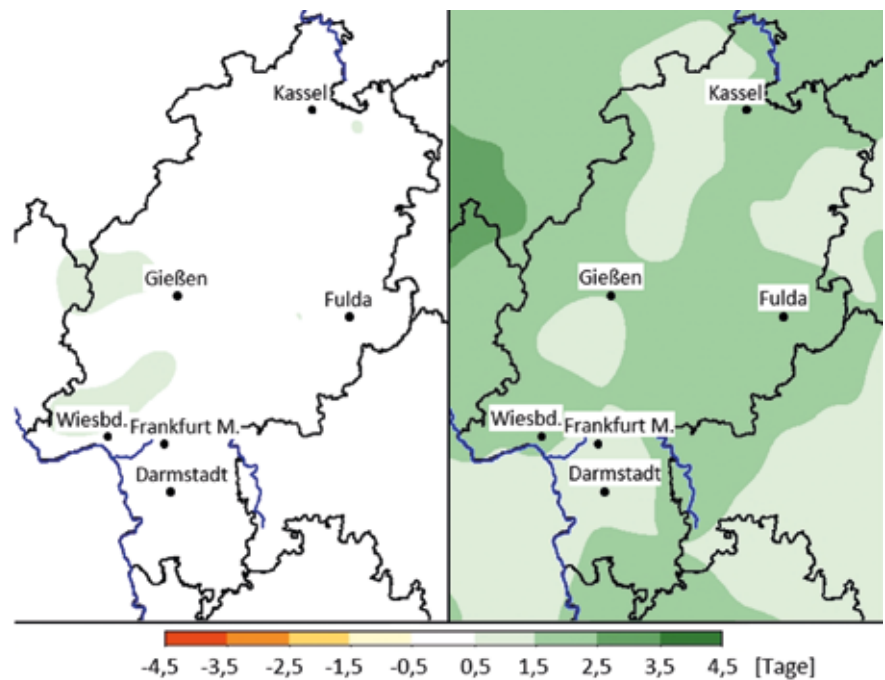 Kassel
Gießen
Fulda
Wiesbd.
Frankfurt M.
Darmstadt
Kassel
Gießen
Fulda
Wiesbd.
Frankfurt M.
Darmstadt
-4,5 -3,5 -2,5 -1,5 -0,5 0,5 1,5 2,5 3,5 4,5 [Tage]